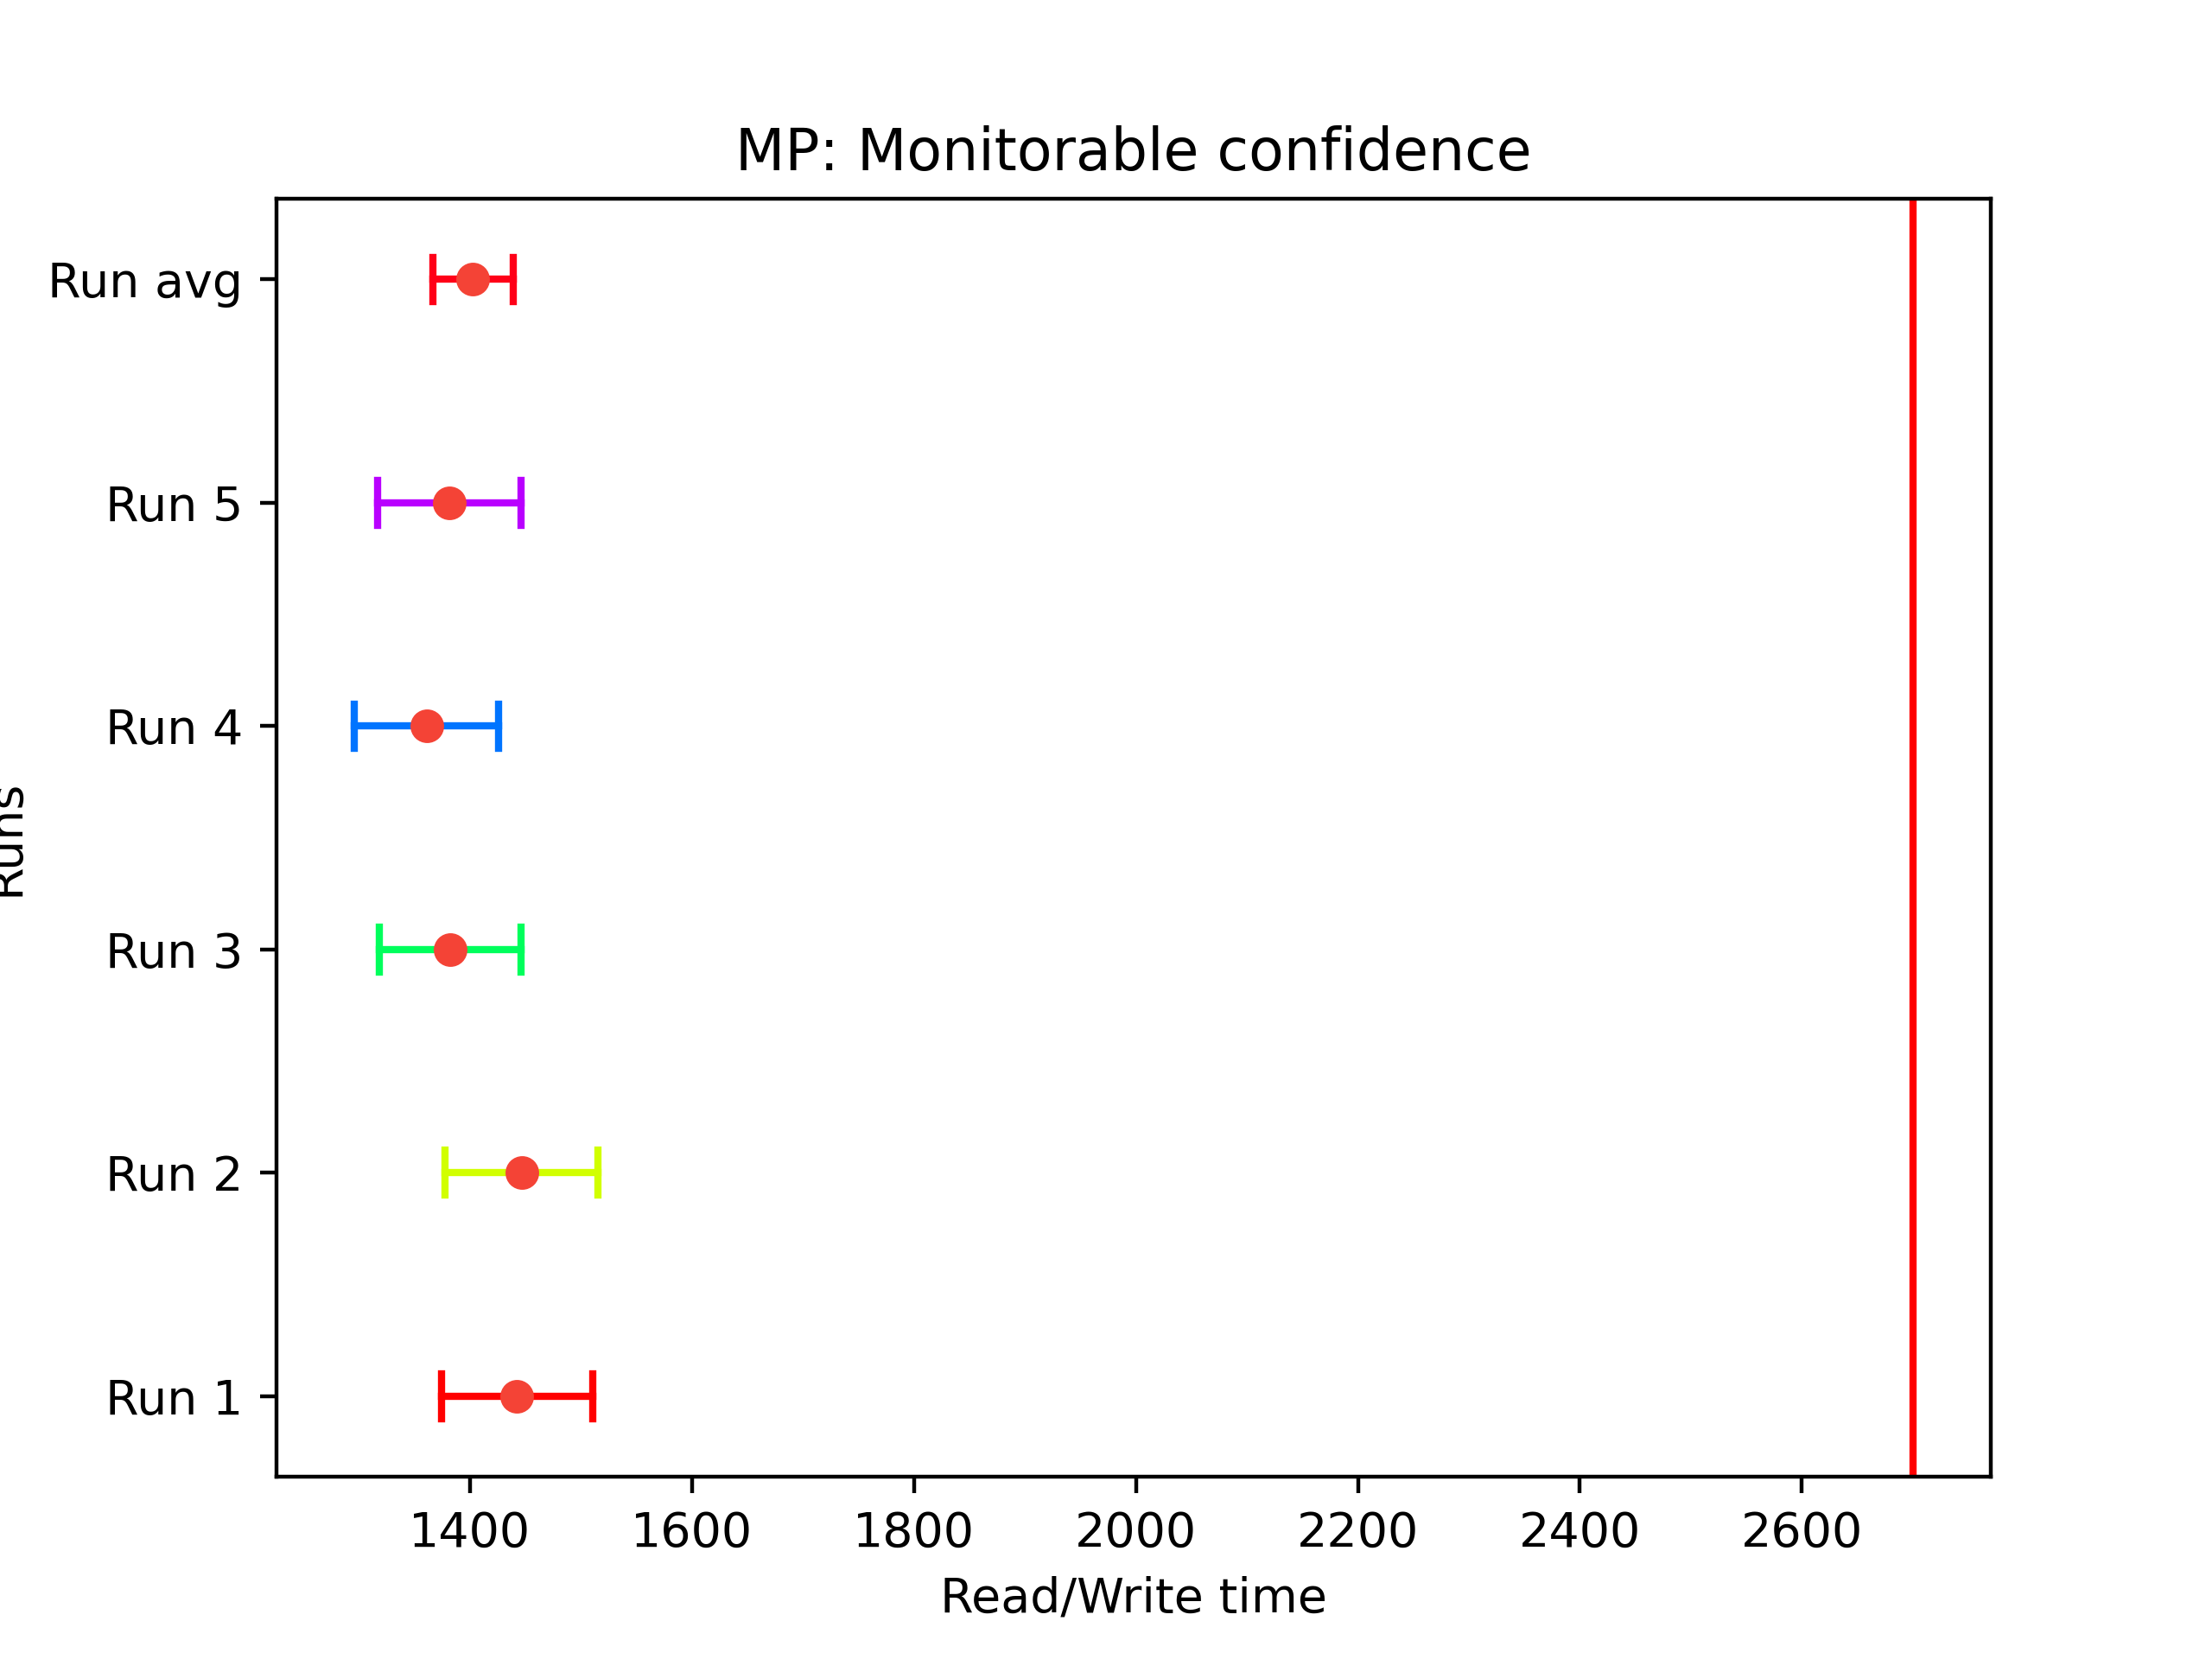 MP: Monitorable confidence
Run avg
Run 5
Run 4
Runs
Run 3
Run 2
Run 1
1400 1600 1800 2000 2200 2400 2600
Read/Write time